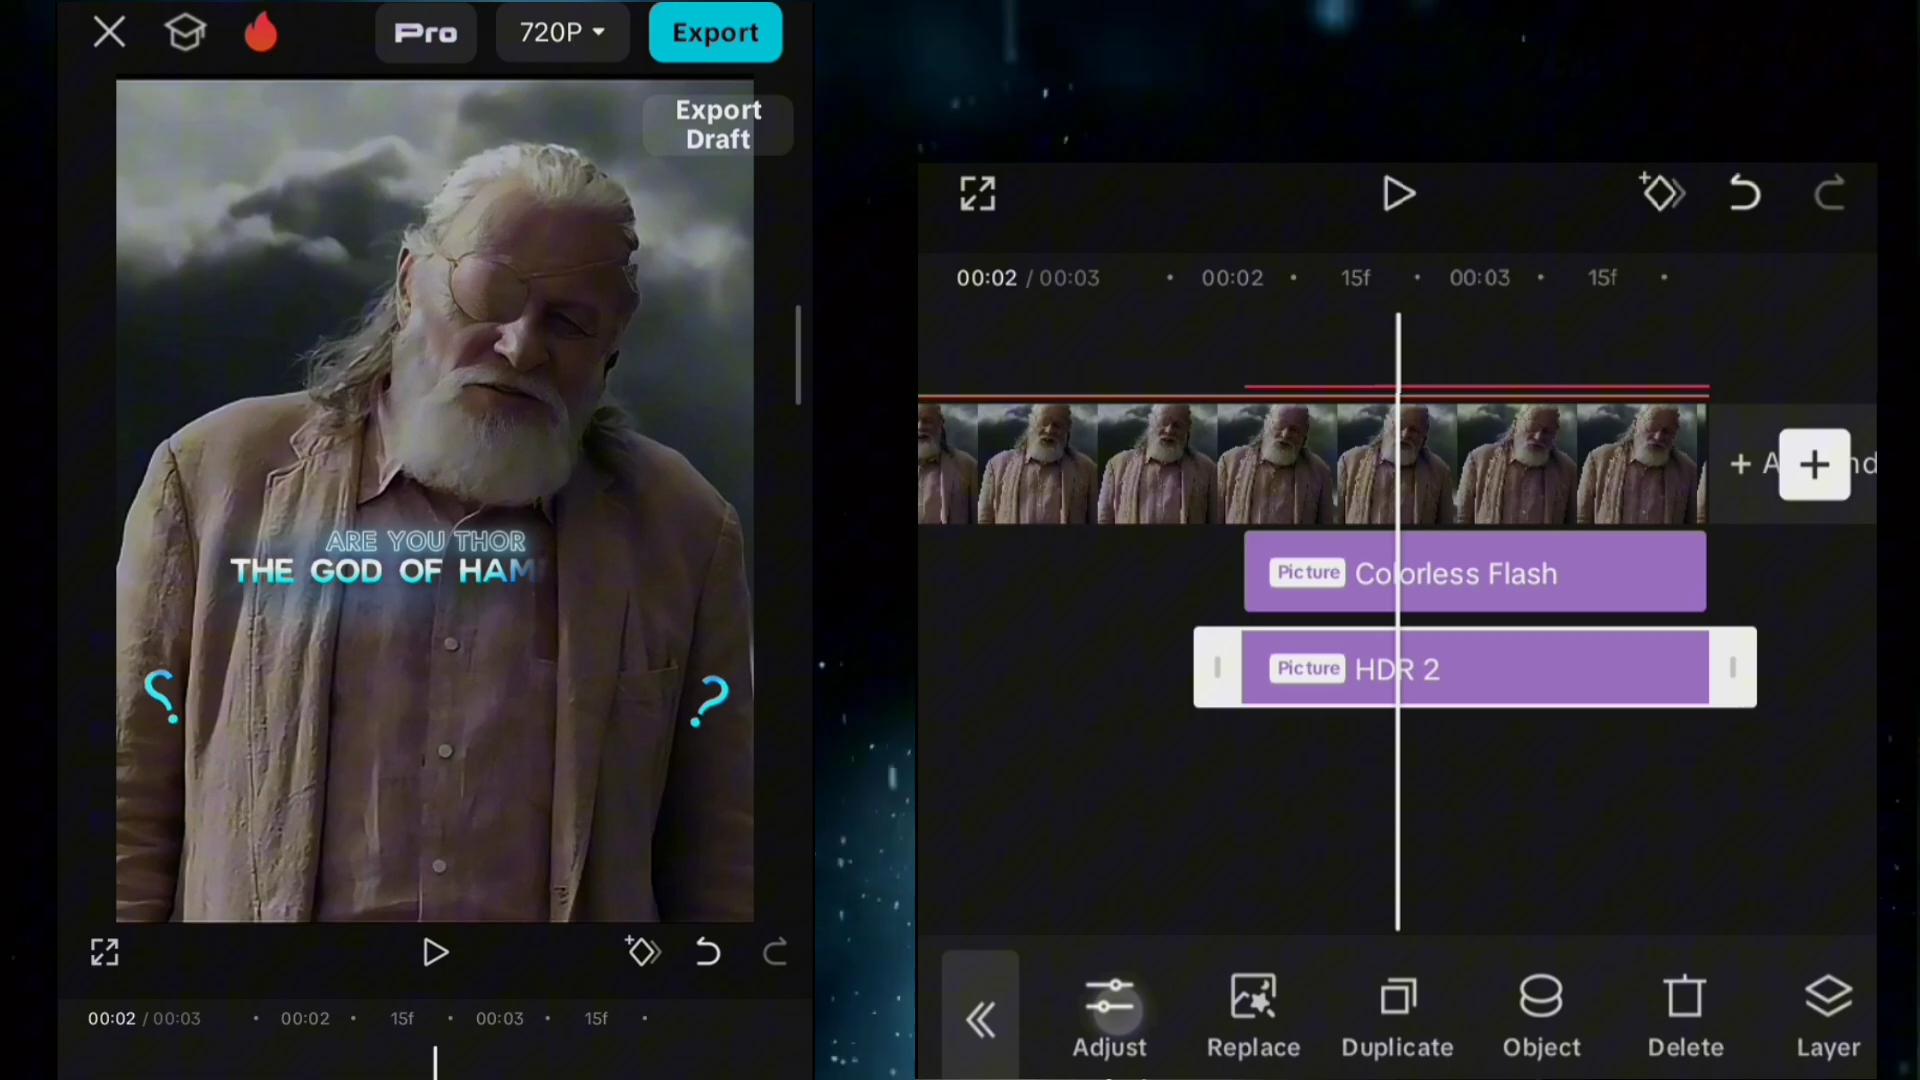 Pro
720P
Export
Export
Draft
ARE YOU THOR
THE GOD OF HAM
?
?
00:02 / 00:03
00:02
15f
00:03
15f
00:02 / 00:03
00:02
15f
00:03
15f
+ A
+
nd
Picture Colorless Flash
Picture HDR 2
Adjust
Replace
Duplicate
Object
Delete
Layer